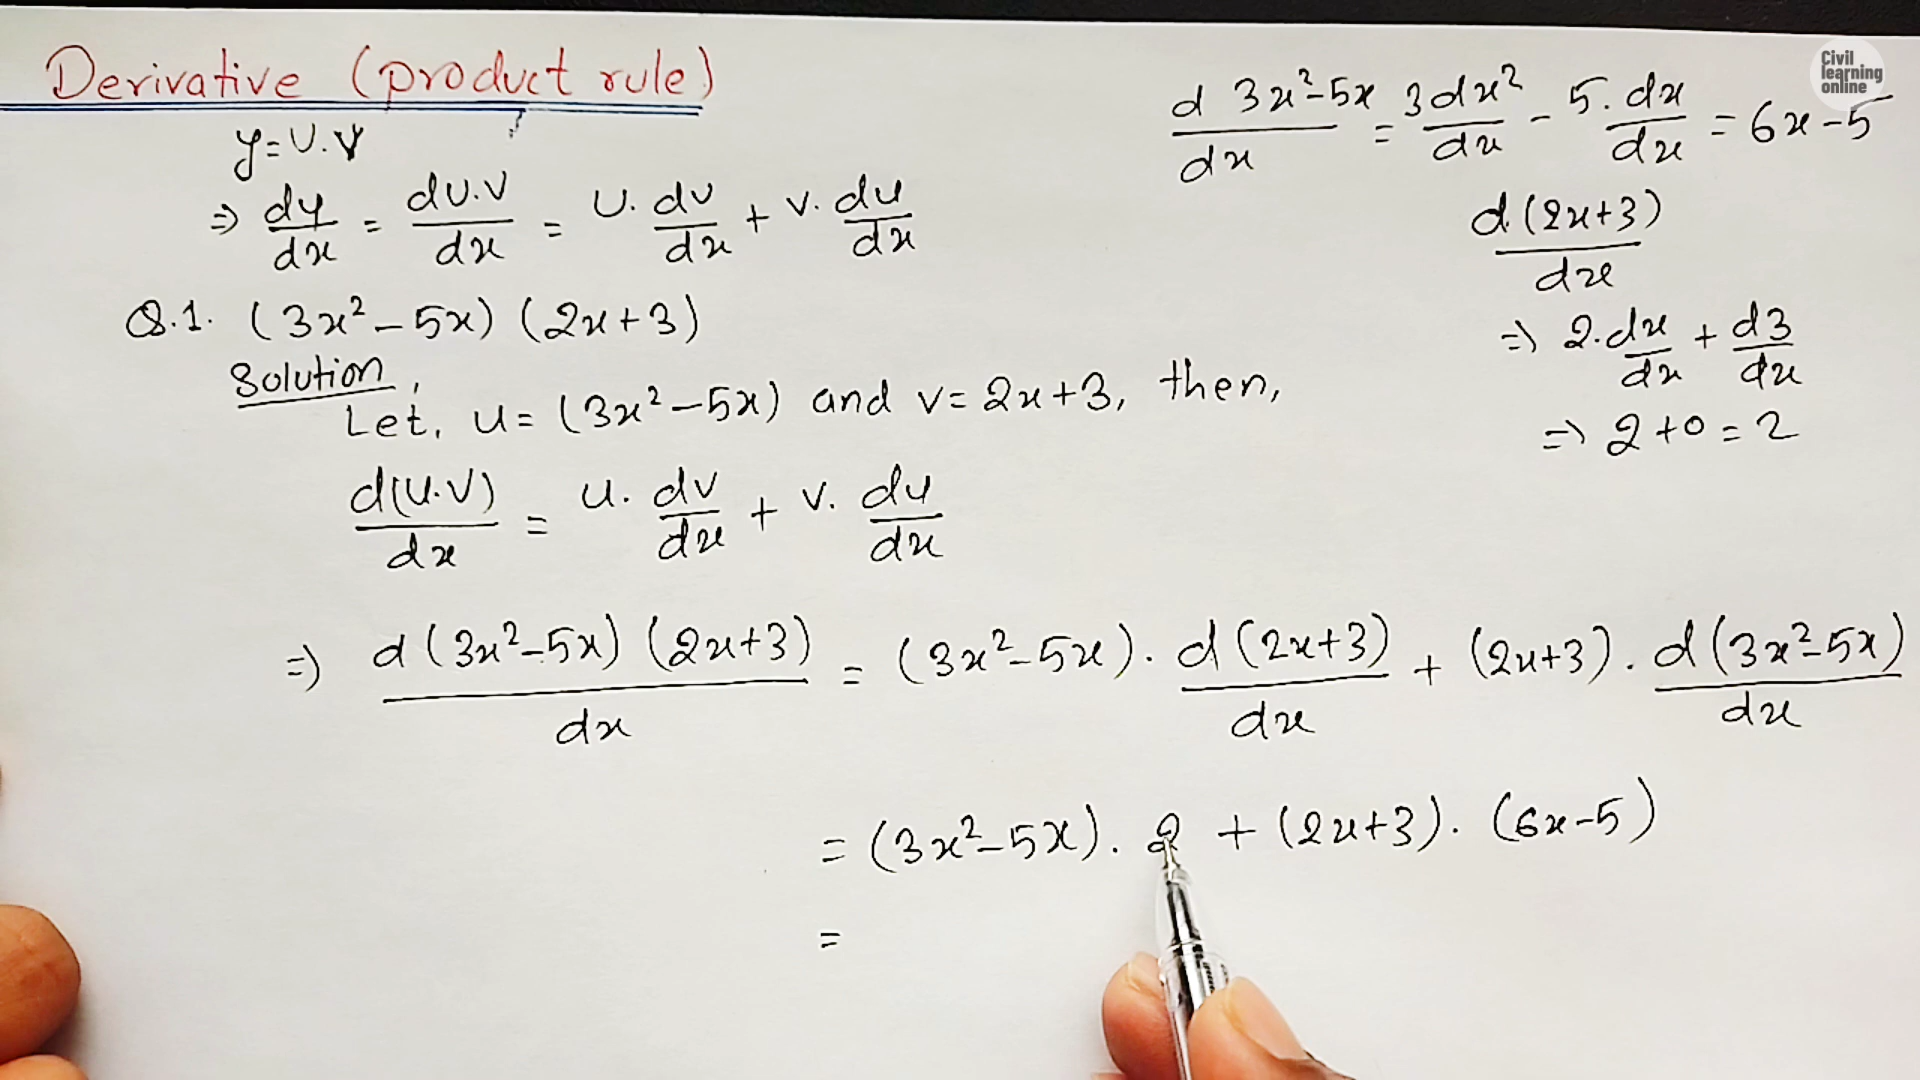 Derivative (product rule)
y=U.V
⇒ dy/dx = dU.V/dx = U. dv/dx + V. du/dx
Q.1. (3x²-5x) (2x+3)
Solution,
Let, u= (3x²-5x) and v= 2x+3, then,
d(U.V)/dx = u. dv/dx + v. du/dx
⇒ d(3x²-5x)(2x+3)/dx = (3x²-5x). d(2x+3)/dx + (2x+3). d(3x²-5x)/dx
= (3x²-5x). 2 + (2x+3). (6x-5)
=
d 3x²-5x/dx = 3dx²/dx - 5.dx/dx = 6x-5
d.(2x+3)/dx
⇒ 2.dx/dx + d3/dx
⇒ 2+0=2
Civil
learning
online